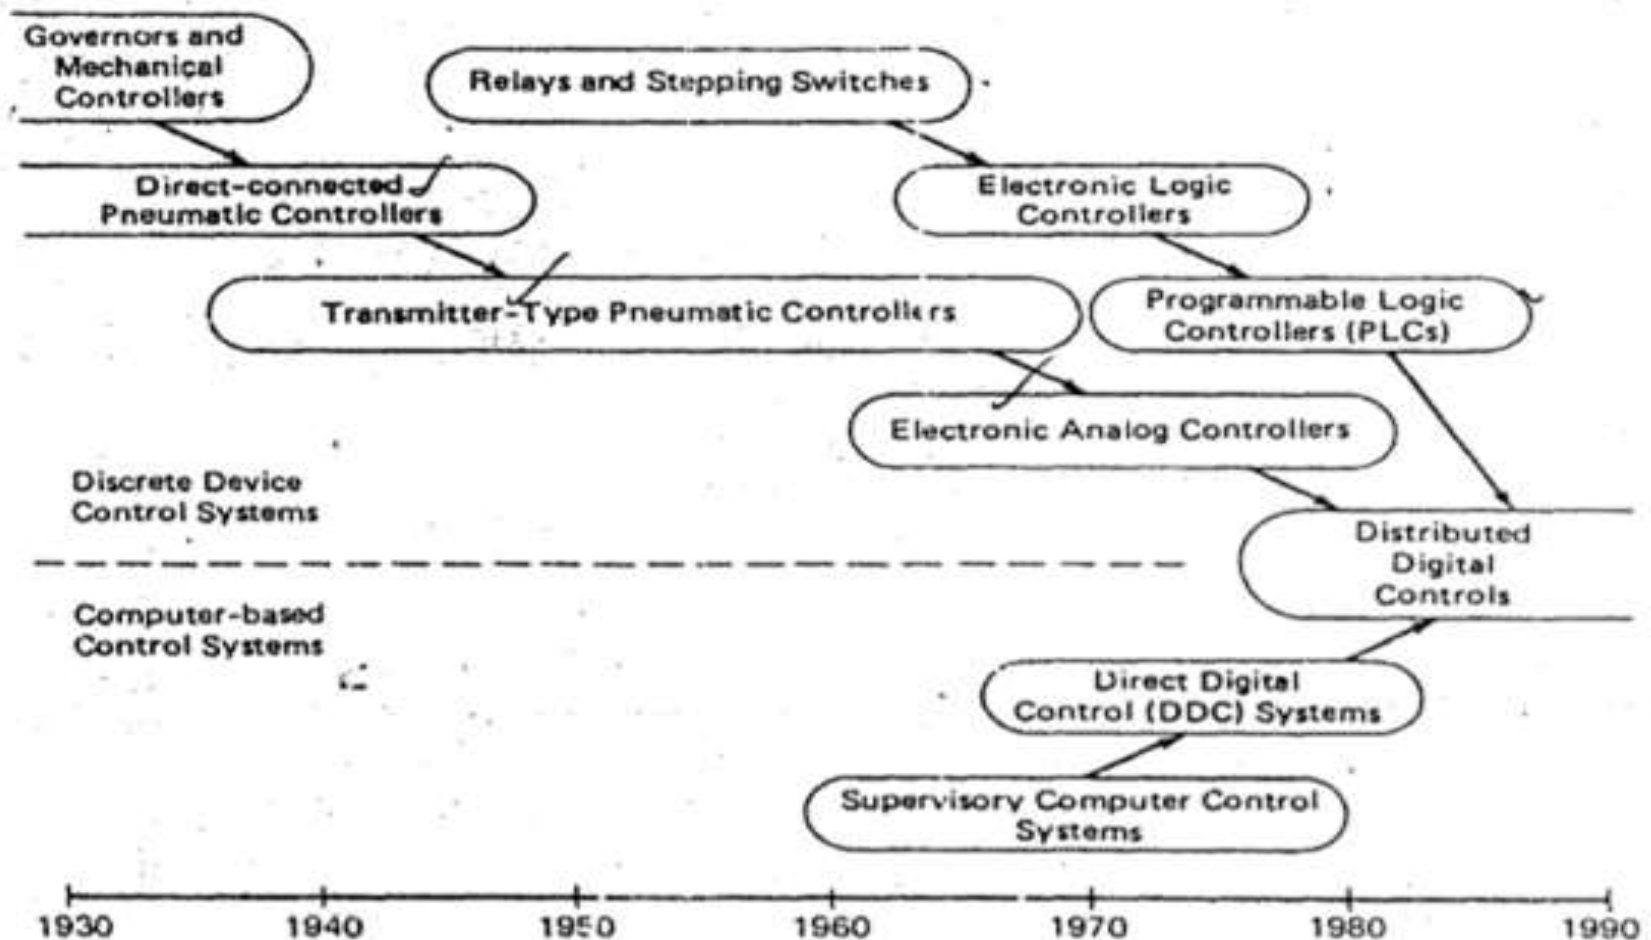 Governors and
Mechanical
Controllers
Relays and Stepping Switches
Direct-connected
Pneumatic Controllers
Electronic Logic
Controllers
Transmitter-Type Pneumatic Controllers
Programmable Logic
Controllers (PLCs)
Electronic Analog Controllers
Discrete Device
Control Systems
Distributed
Digital
Controls
Computer-based
Control Systems
Direct Digital
Control (DDC) Systems
Supervisory Computer Control
Systems
1930 1940 1950 1960 1970 1980 1990